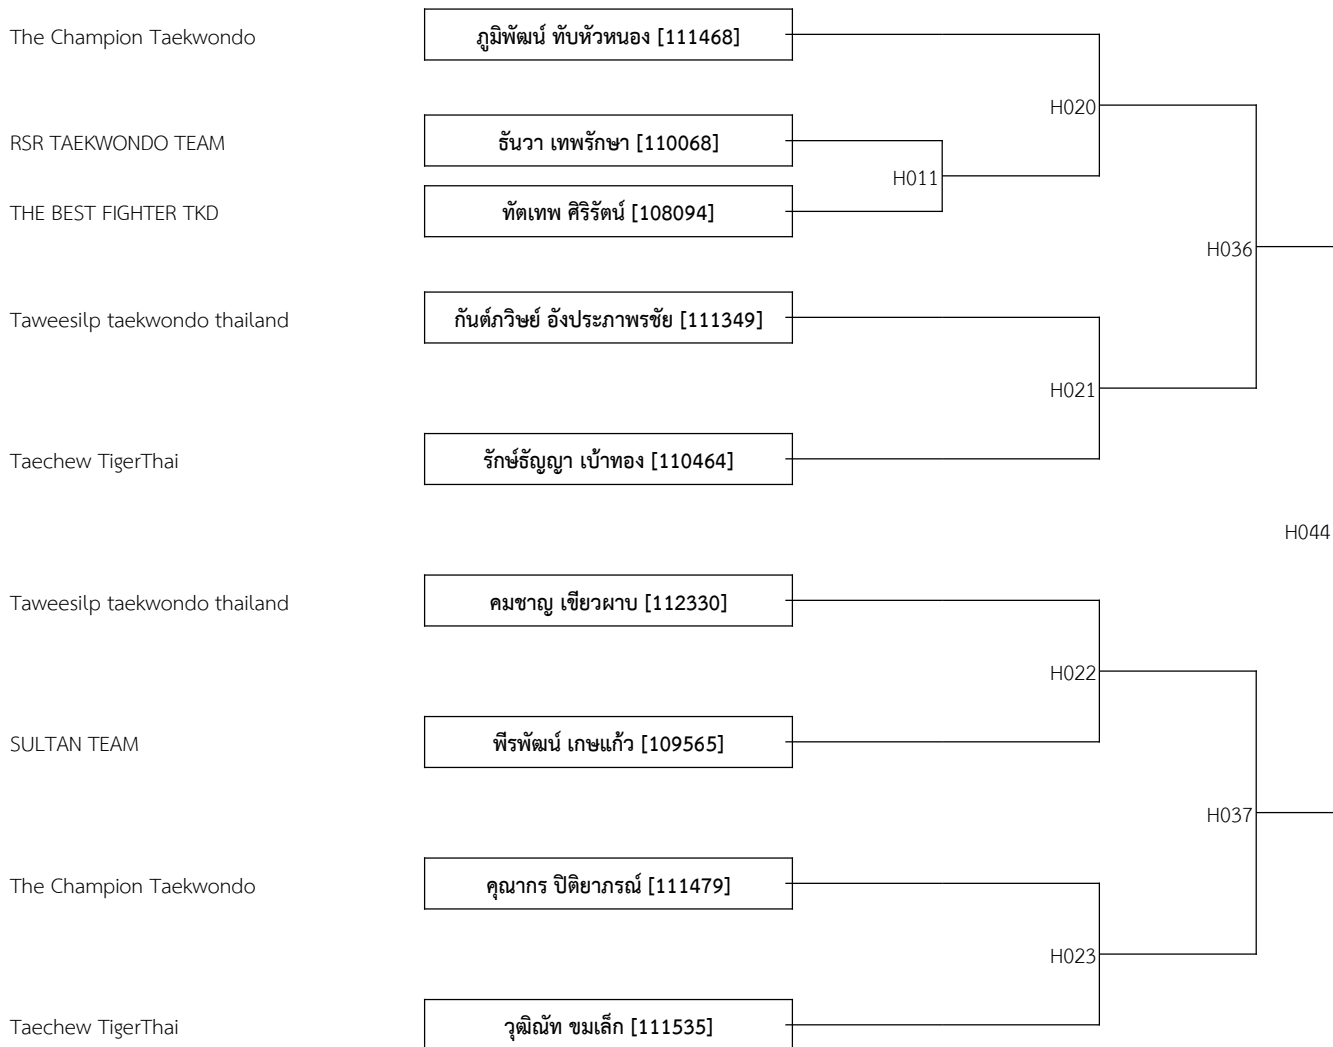 The Champion Taekwondo ภูมิพัฒน์ ทับหัวหนอง [111468]
H020
RSR TAEKWONDO TEAM ธันวา เทพรักษา [110068]
H011
THE BEST FIGHTER TKD ทัตเทพ ศิริรัตน์ [108094]
H036
Taweesilp taekwondo thailand กันต์ภวิษย์ อังประภาพรชัย [111349]
H021
Taechew TigerThai รักษ์ธัญญา เบ้าทอง [110464]
H044
Taweesilp taekwondo thailand คมชาญ เขียวผาบ [112330]
H022
SULTAN TEAM พีรพัฒน์ เกษแก้ว [109565]
H037
The Champion Taekwondo คุณากร ปิติยาภรณ์ [111479]
H023
Taechew TigerThai วุฒิณัท ขมเล็ก [111535]